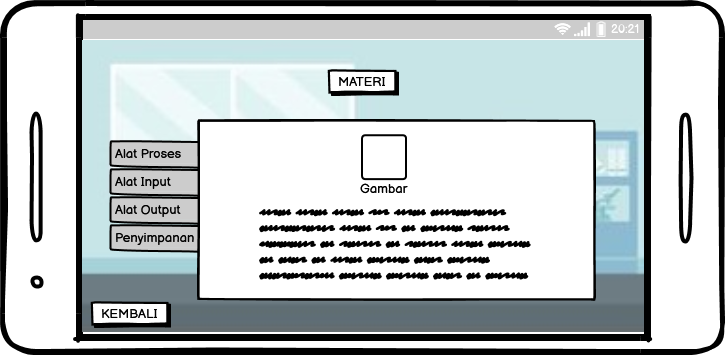 20:21
MATERI
Alat Proses
Alat Input
Alat Output
Penyimpanan
Gambar
KEMBALI